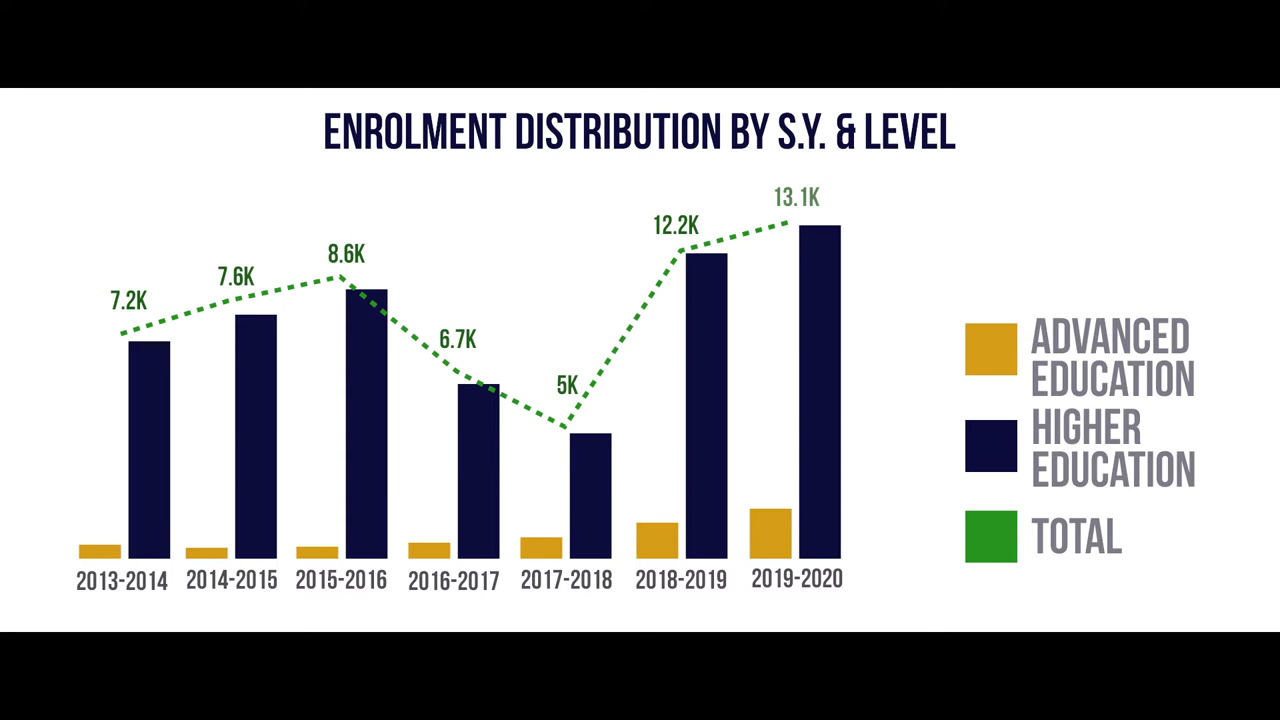 ENROLMENT DISTRIBUTION BY S.Y. & LEVEL
7.2K
7.6K
8.6K
6.7K
5K
12.2K
13.1K
2013-2014
2014-2015
2015-2016
2016-2017
2017-2018
2018-2019
2019-2020
ADVANCED
EDUCATION
HIGHER
EDUCATION
TOTAL